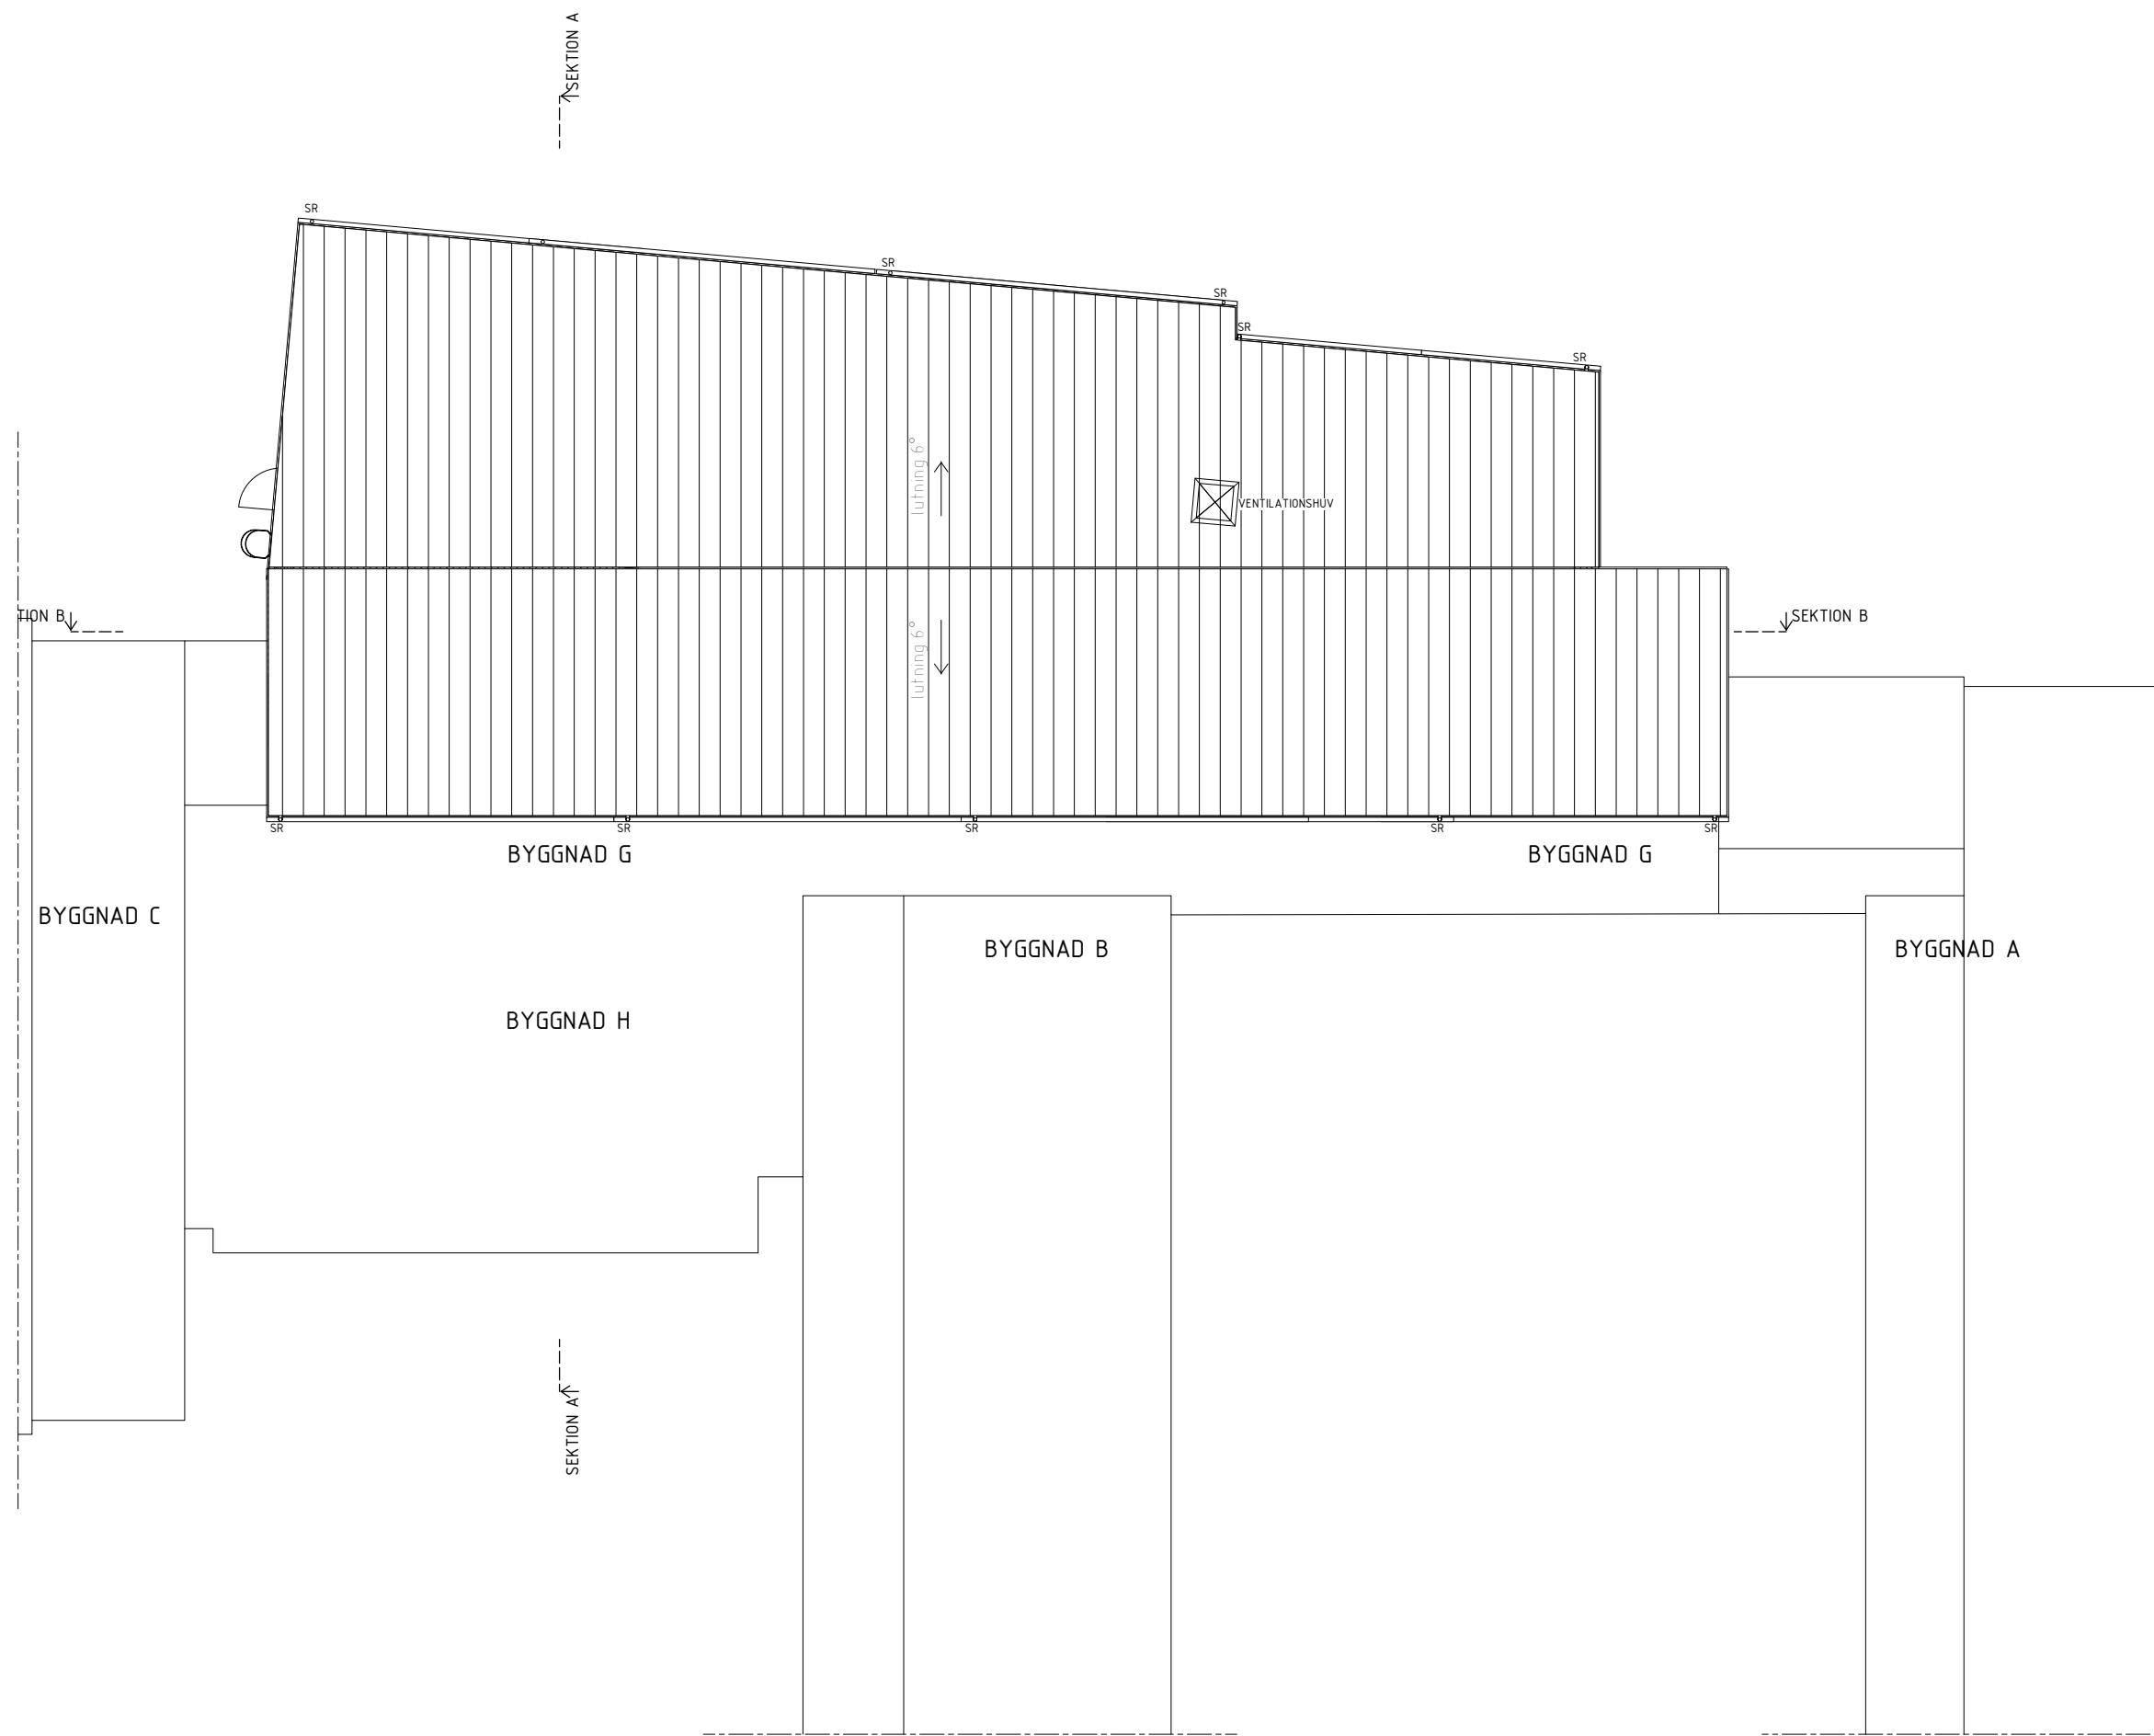 SEKTION A
SR
SR
SR
SR
SR
lutning 6°
VENTILATIONSHUV
TION B
SEKTION B
lutning 6°
SR
SR
SR
SR
SR
BYGGNAD G
BYGGNAD G
BYGGNAD C
BYGGNAD B
BYGGNAD A
BYGGNAD H
SEKTION A